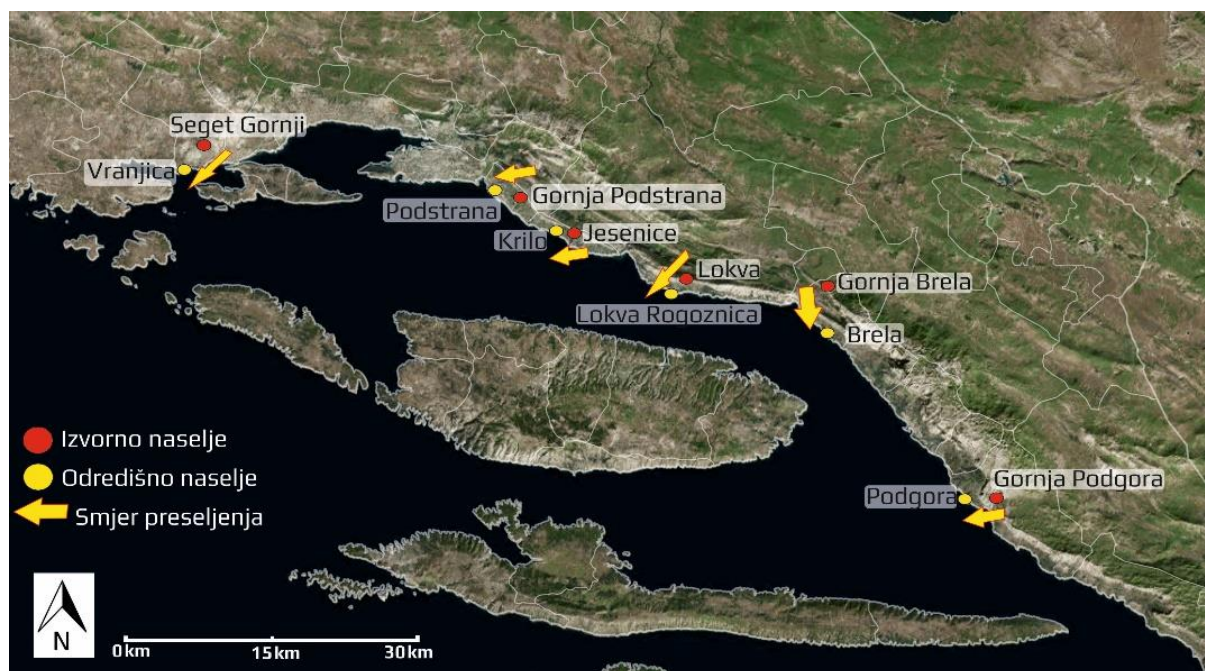 Seget Gornji
Vranjica
Podstrana
Gornja Podstrana
Krilo
Jesenice
Lokva
Lokva Rogoznica
Gornja Brela
Brela
Podgora
Gornja Podgora
Izvorno naselje
Odredišno naselje
Smjer preseljenja
N
0km 15km 30km